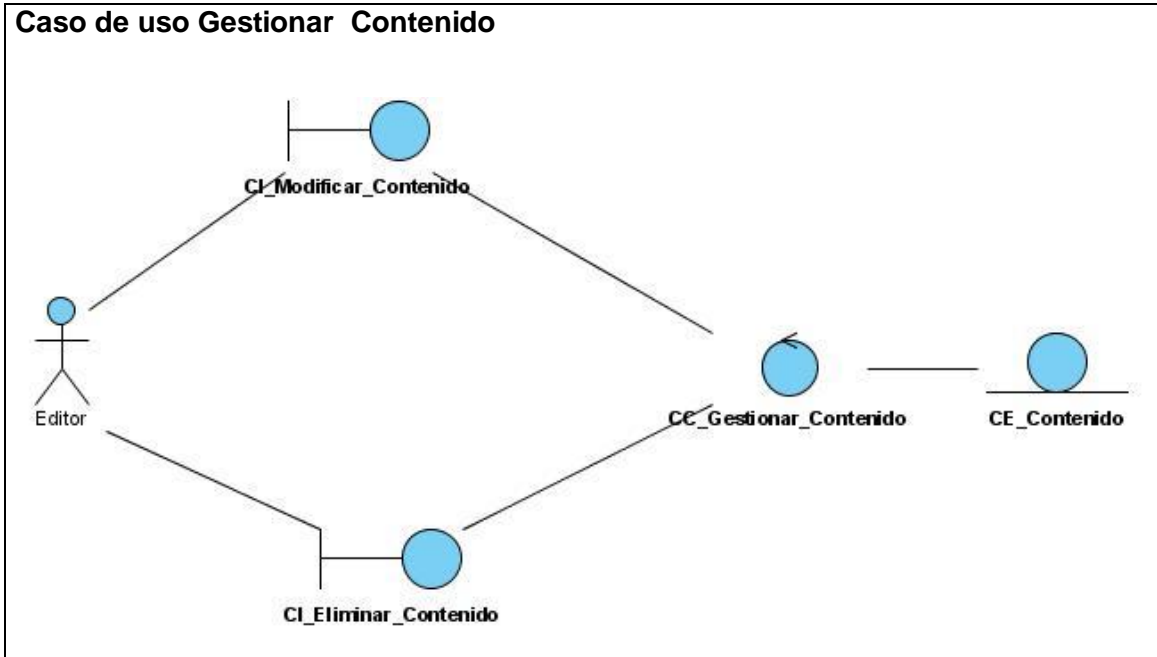 Caso de uso Gestionar  Contenido
CI_Modificar_Contenido
Editor
CC_Gestionar_Contenido
CE_Contenido
CI_Eliminar_Contenido